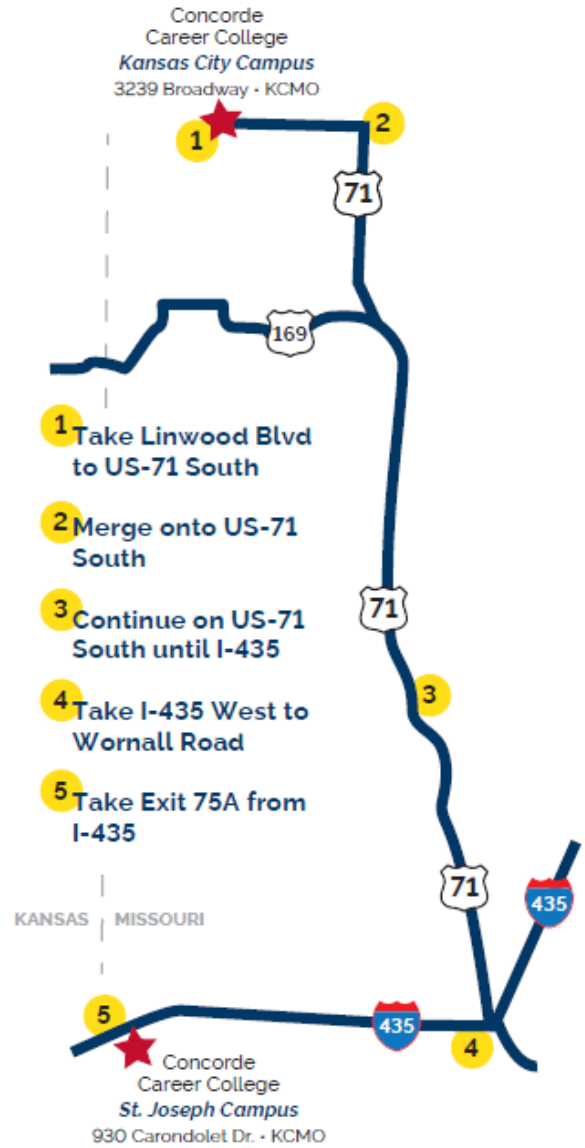 Concorde
Career College
Kansas City Campus
3239 Broadway • KCMO
1
2
71
169
1 Take Linwood Blvd
to US-71 South
2 Merge onto US-71
South
71
3 Continue on US-71
South until I-435
3
4 Take I-435 West to
Wornall Road
5 Take Exit 75A from
I-435
71
435
KANSAS MISSOURI
5
435
4
Concorde
Career College
St. Joseph Campus
930 Carondolet Dr. • KCMO